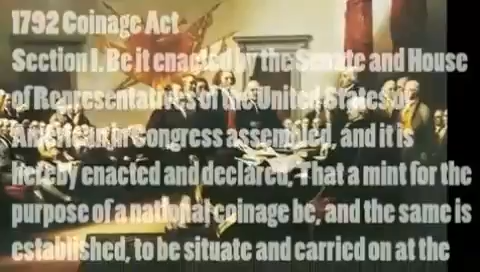 1792 Coinage Act
Section 1. Be it enacted by the Senate and House
of Representatives of the United States of
American in Congress assembled, and it is
hereby enacted and declared, That a mint for the
purpose of a national coinage be, and the same is
established, to be situate and carried on at the